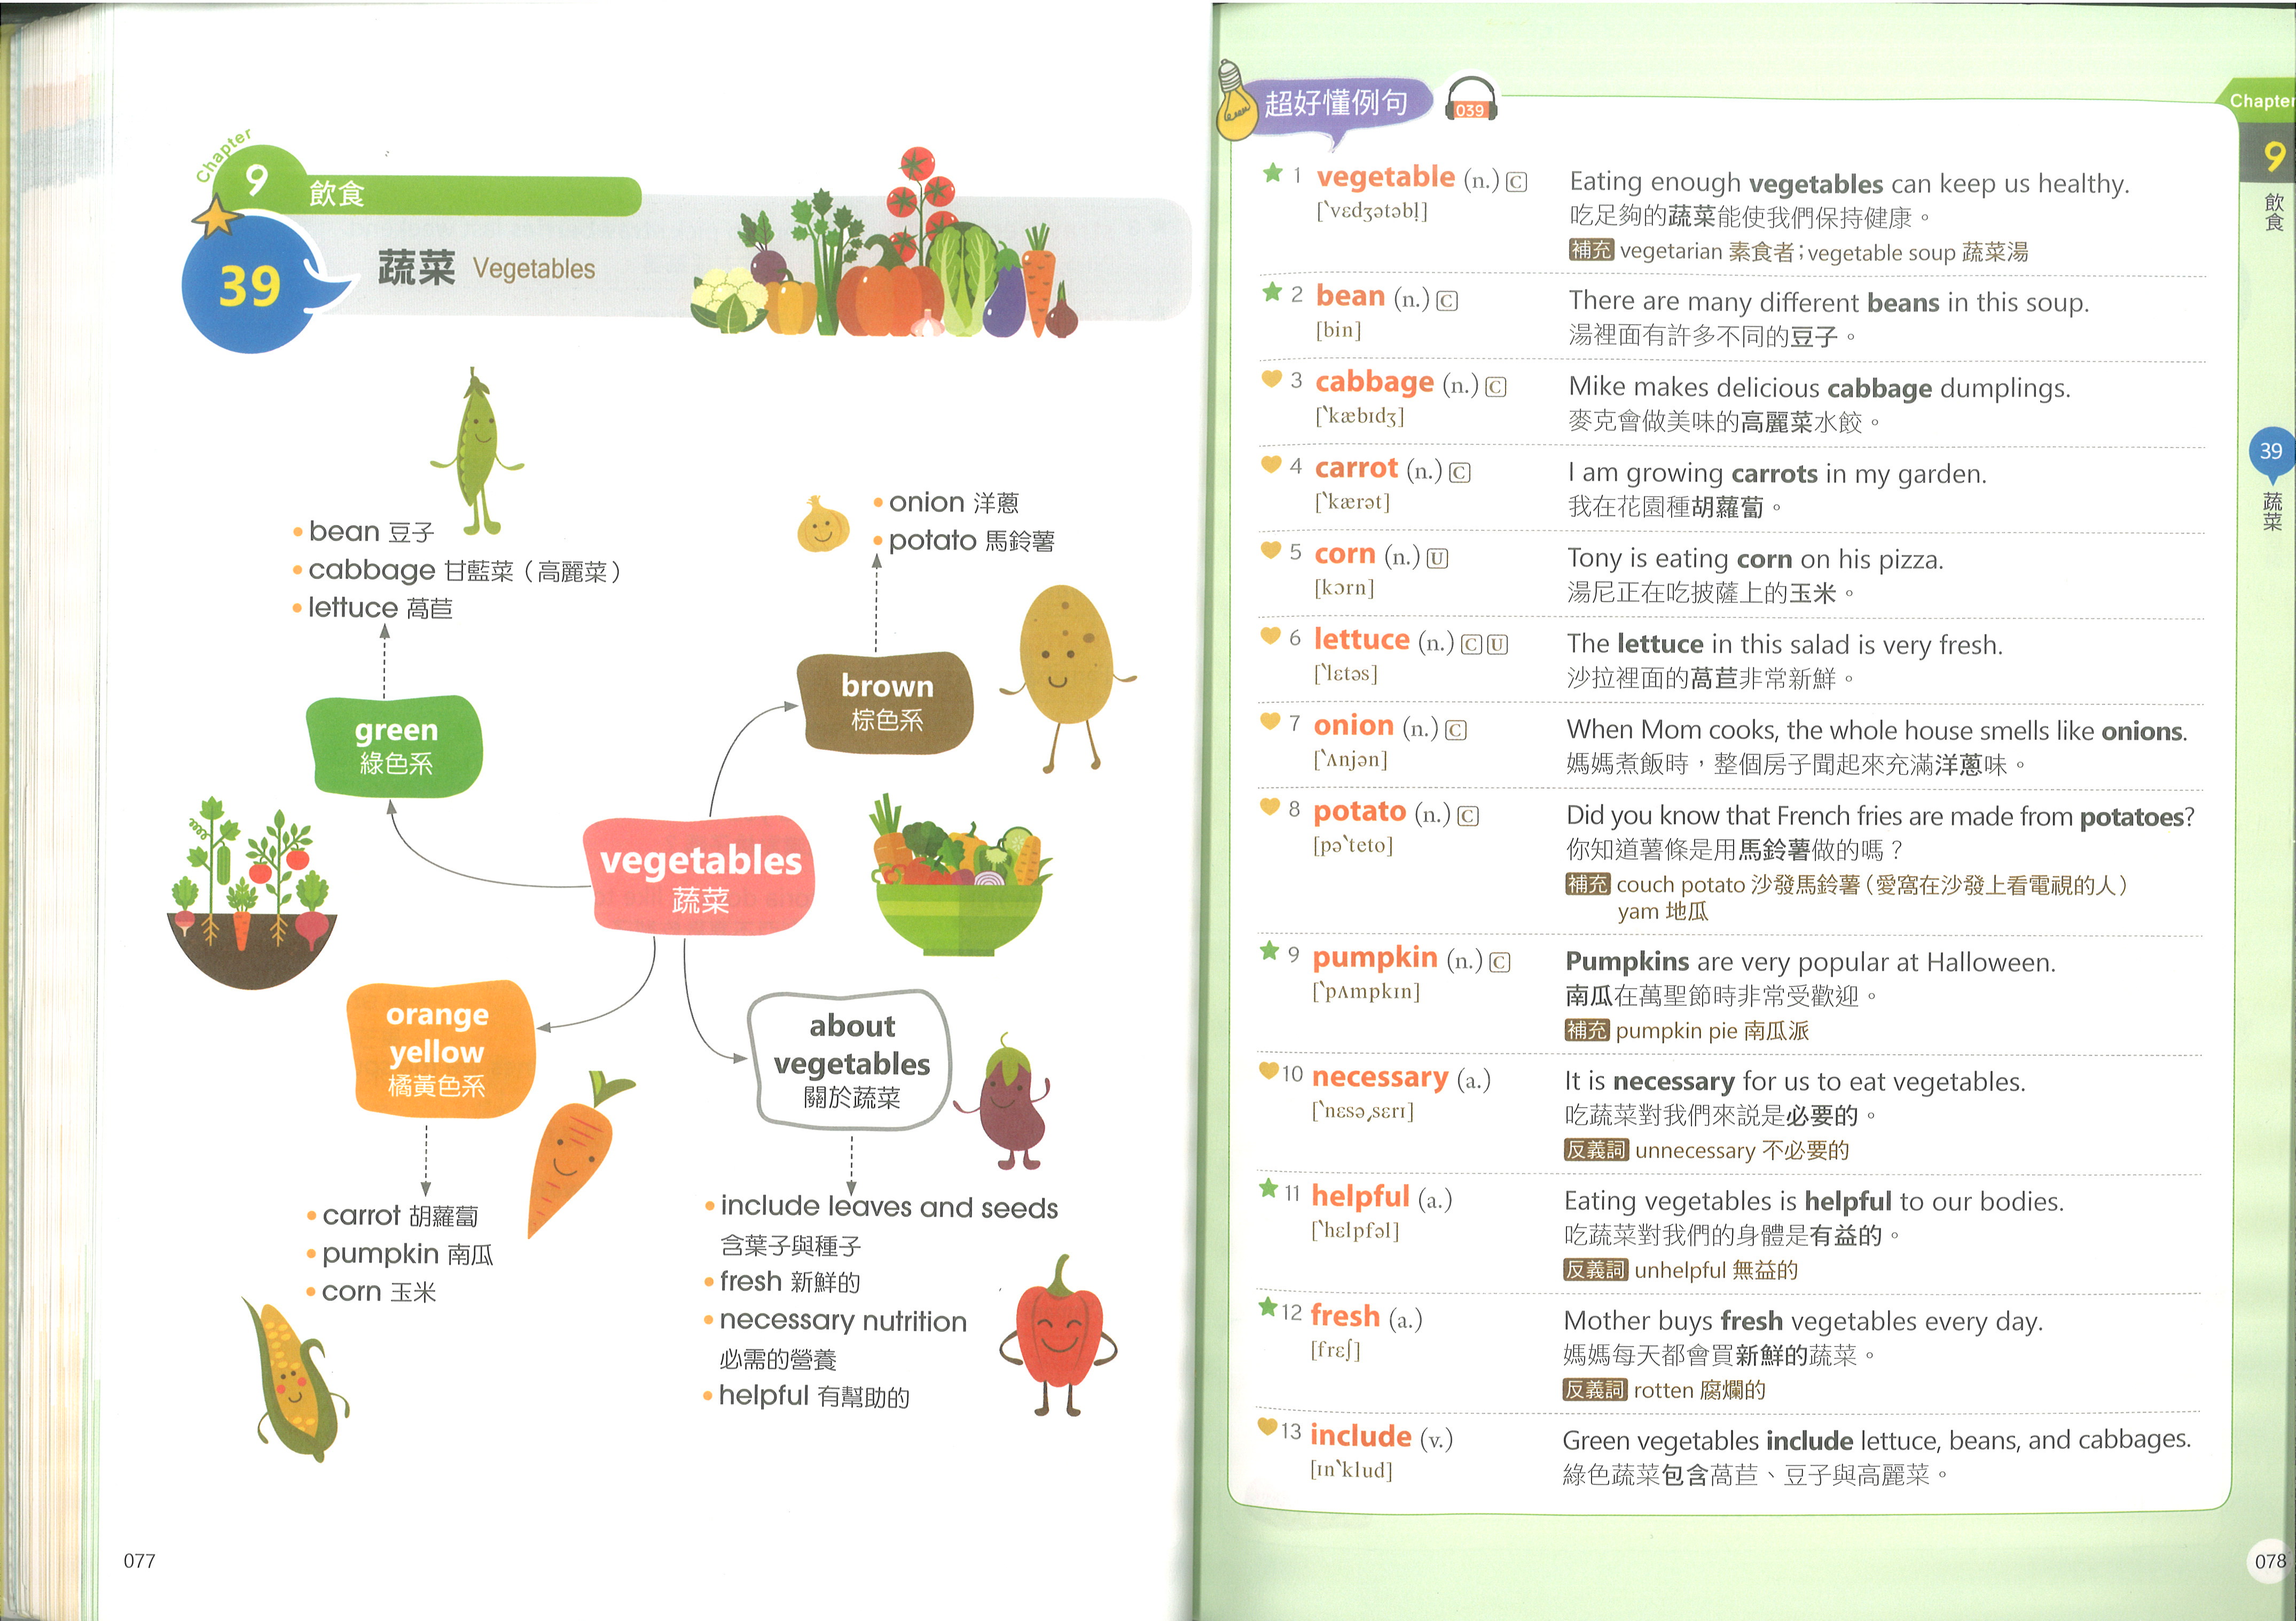 Chapter
9
飲食
39
蔬菜 Vegetables
bean 豆子
cabbage 甘藍菜（高麗菜）
lettuce 萵苣
green
綠色系
onion 洋蔥
potato 馬鈴薯
brown
棕色系
vegetables
蔬菜
orange
yellow
橘黃色系
carrot 胡蘿蔔
pumpkin 南瓜
corn 玉米
about
vegetables
關於蔬菜
include leaves and seeds
含葉子與種子
fresh 新鮮的
necessary nutrition
必需的營養
helpful 有幫助的
077
超好懂例句
039
1 vegetable (n.) C
[ˋvɛdʒətəbḷ]
Eating enough vegetables can keep us healthy.
吃足夠的蔬菜能使我們保持健康。
補充 vegetarian 素食者；vegetable soup 蔬菜湯
2 bean (n.) C
[bin]
There are many different beans in this soup.
湯裡面有許多不同的豆子。
3 cabbage (n.) C
[ˋkæbɪdʒ]
Mike makes delicious cabbage dumplings.
麥克會做美味的高麗菜水餃。
4 carrot (n.) C
[ˋkærət]
I am growing carrots in my garden.
我在花園種胡蘿蔔。
5 corn (n.) U
[kɔrn]
Tony is eating corn on his pizza.
湯尼正在吃披薩上的玉米。
6 lettuce (n.) C U
[ˋlɛtəs]
The lettuce in this salad is very fresh.
沙拉裡面的萵苣非常新鮮。
7 onion (n.) C
[ˋʌnjən]
When Mom cooks, the whole house smells like onions.
媽媽煮飯時，整個房子聞起來充滿洋蔥味。
8 potato (n.) C
[pəˋteto]
Did you know that French fries are made from potatoes?
你知道薯條是用馬鈴薯做的嗎？
補充 couch potato 沙發馬鈴薯（愛窩在沙發上看電視的人）
yam 地瓜
9 pumpkin (n.) C
[ˋpʌmpkɪn]
Pumpkins are very popular at Halloween.
南瓜在萬聖節時非常受歡迎。
補充 pumpkin pie 南瓜派
10 necessary (a.)
[ˋnɛsəˏsɛrɪ]
It is necessary for us to eat vegetables.
吃蔬菜對我們來說是必要的。
反義詞 unnecessary 不必要的
11 helpful (a.)
[ˋhɛlpfəl]
Eating vegetables is helpful to our bodies.
吃蔬菜對我們的身體是有益的。
反義詞 unhelpful 無益的
12 fresh (a.)
[frɛʃ]
Mother buys fresh vegetables every day.
媽媽每天都會買新鮮的蔬菜。
反義詞 rotten 腐爛的
13 include (v.)
[ɪnˋklud]
Green vegetables include lettuce, beans, and cabbages.
綠色蔬菜包含萵苣、豆子與高麗菜。
Chapter
9
飲食
39
蔬菜
078